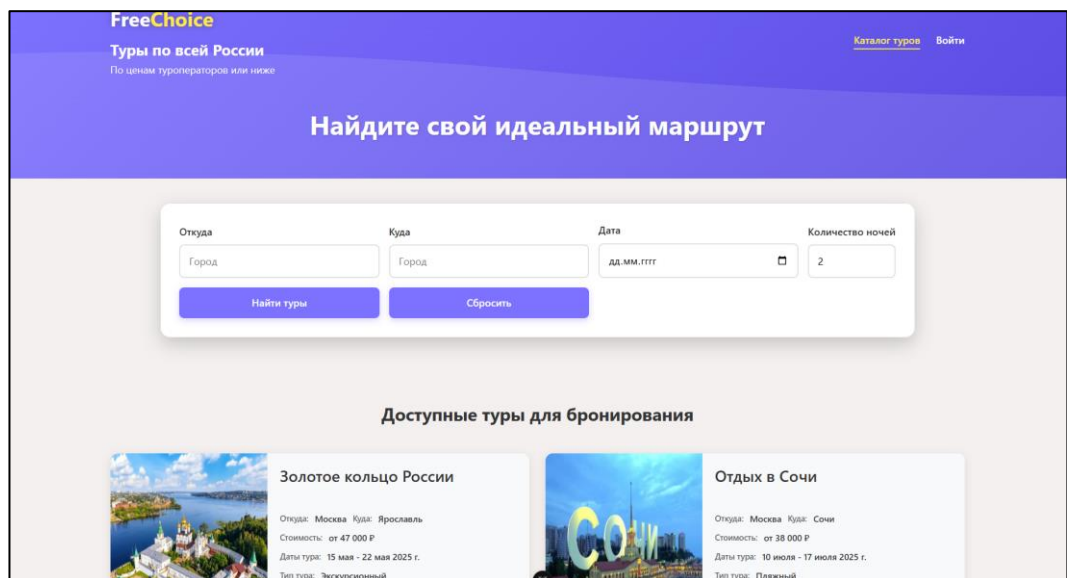 FreeChoice
Туры по всей России
По ценам туроператоров или ниже
Каталог туров Войти
Найдите свой идеальный маршрут
Откуда Куда Дата Количество ночей
Город Город дд.мм.гггг 2
Найти туры Сбросить
Доступные туры для бронирования
Золотое кольцо России
Откуда: Москва Куда: Ярославль
Стоимость: от 47 000 ₽
Даты тура: 15 мая - 22 мая 2025 г.
Тип тура: Экскурсионный
СОЧИ
Отдых в Сочи
Откуда: Москва Куда: Сочи
Стоимость: от 38 000 ₽
Даты тура: 10 июля - 17 июля 2025 г.
Тип тура: Пляжный